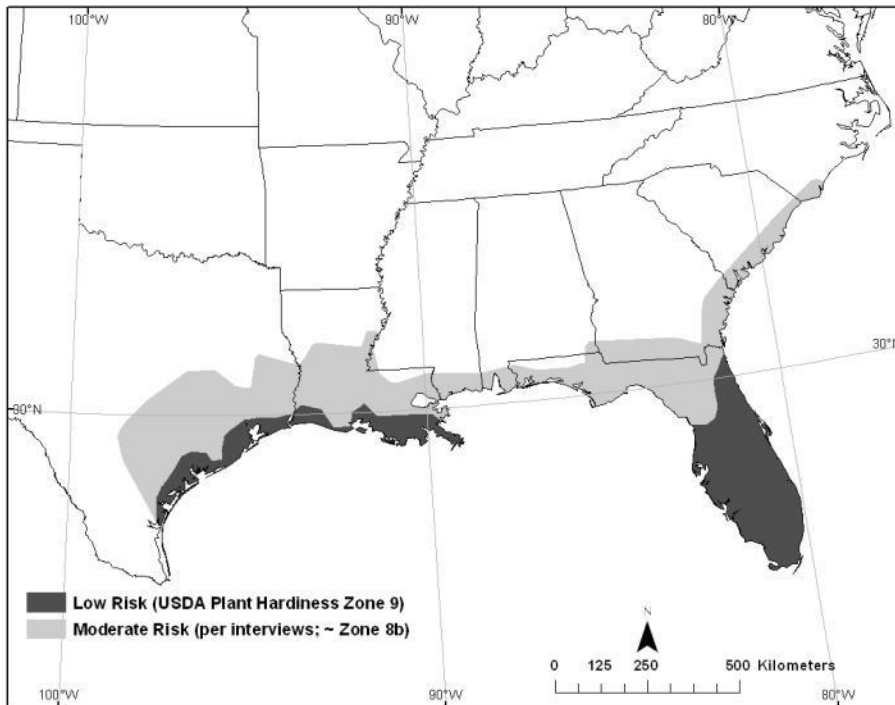 100°W 90°W 80°W
30°N
30°N
Low Risk (USDA Plant Hardiness Zone 9)
Moderate Risk (per interviews; ~ Zone 8b)
N
0 125 250 500 Kilometers
100°W 90°W 80°W